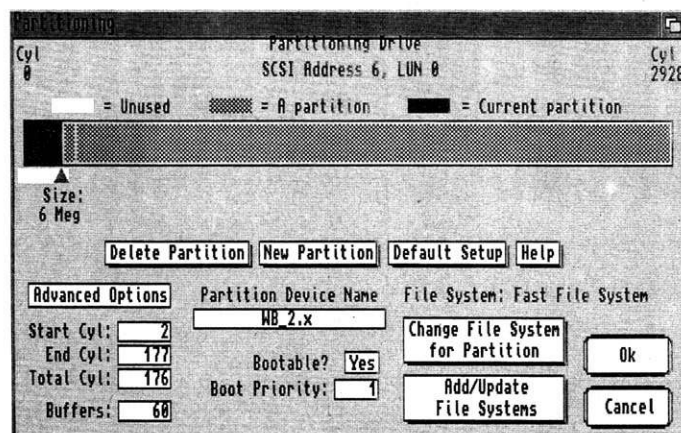 Partitioning
Partitioning Drive
Cyl
0
SCSI Address 6, LUN 0
Cyl
2928
= Unused
= A partition
= Current partition
Size:
6 Meg
Delete Partition
New Partition
Default Setup
Help
Advanced Options
Start Cyl: 2
End Cyl: 177
Total Cyl: 176
Buffers: 60
Partition Device Name
WB_2.x
Bootable? Yes
Boot Priority: 1
File System: Fast File System
Change File System
for Partition
Add/Update
File Systems
Ok
Cancel